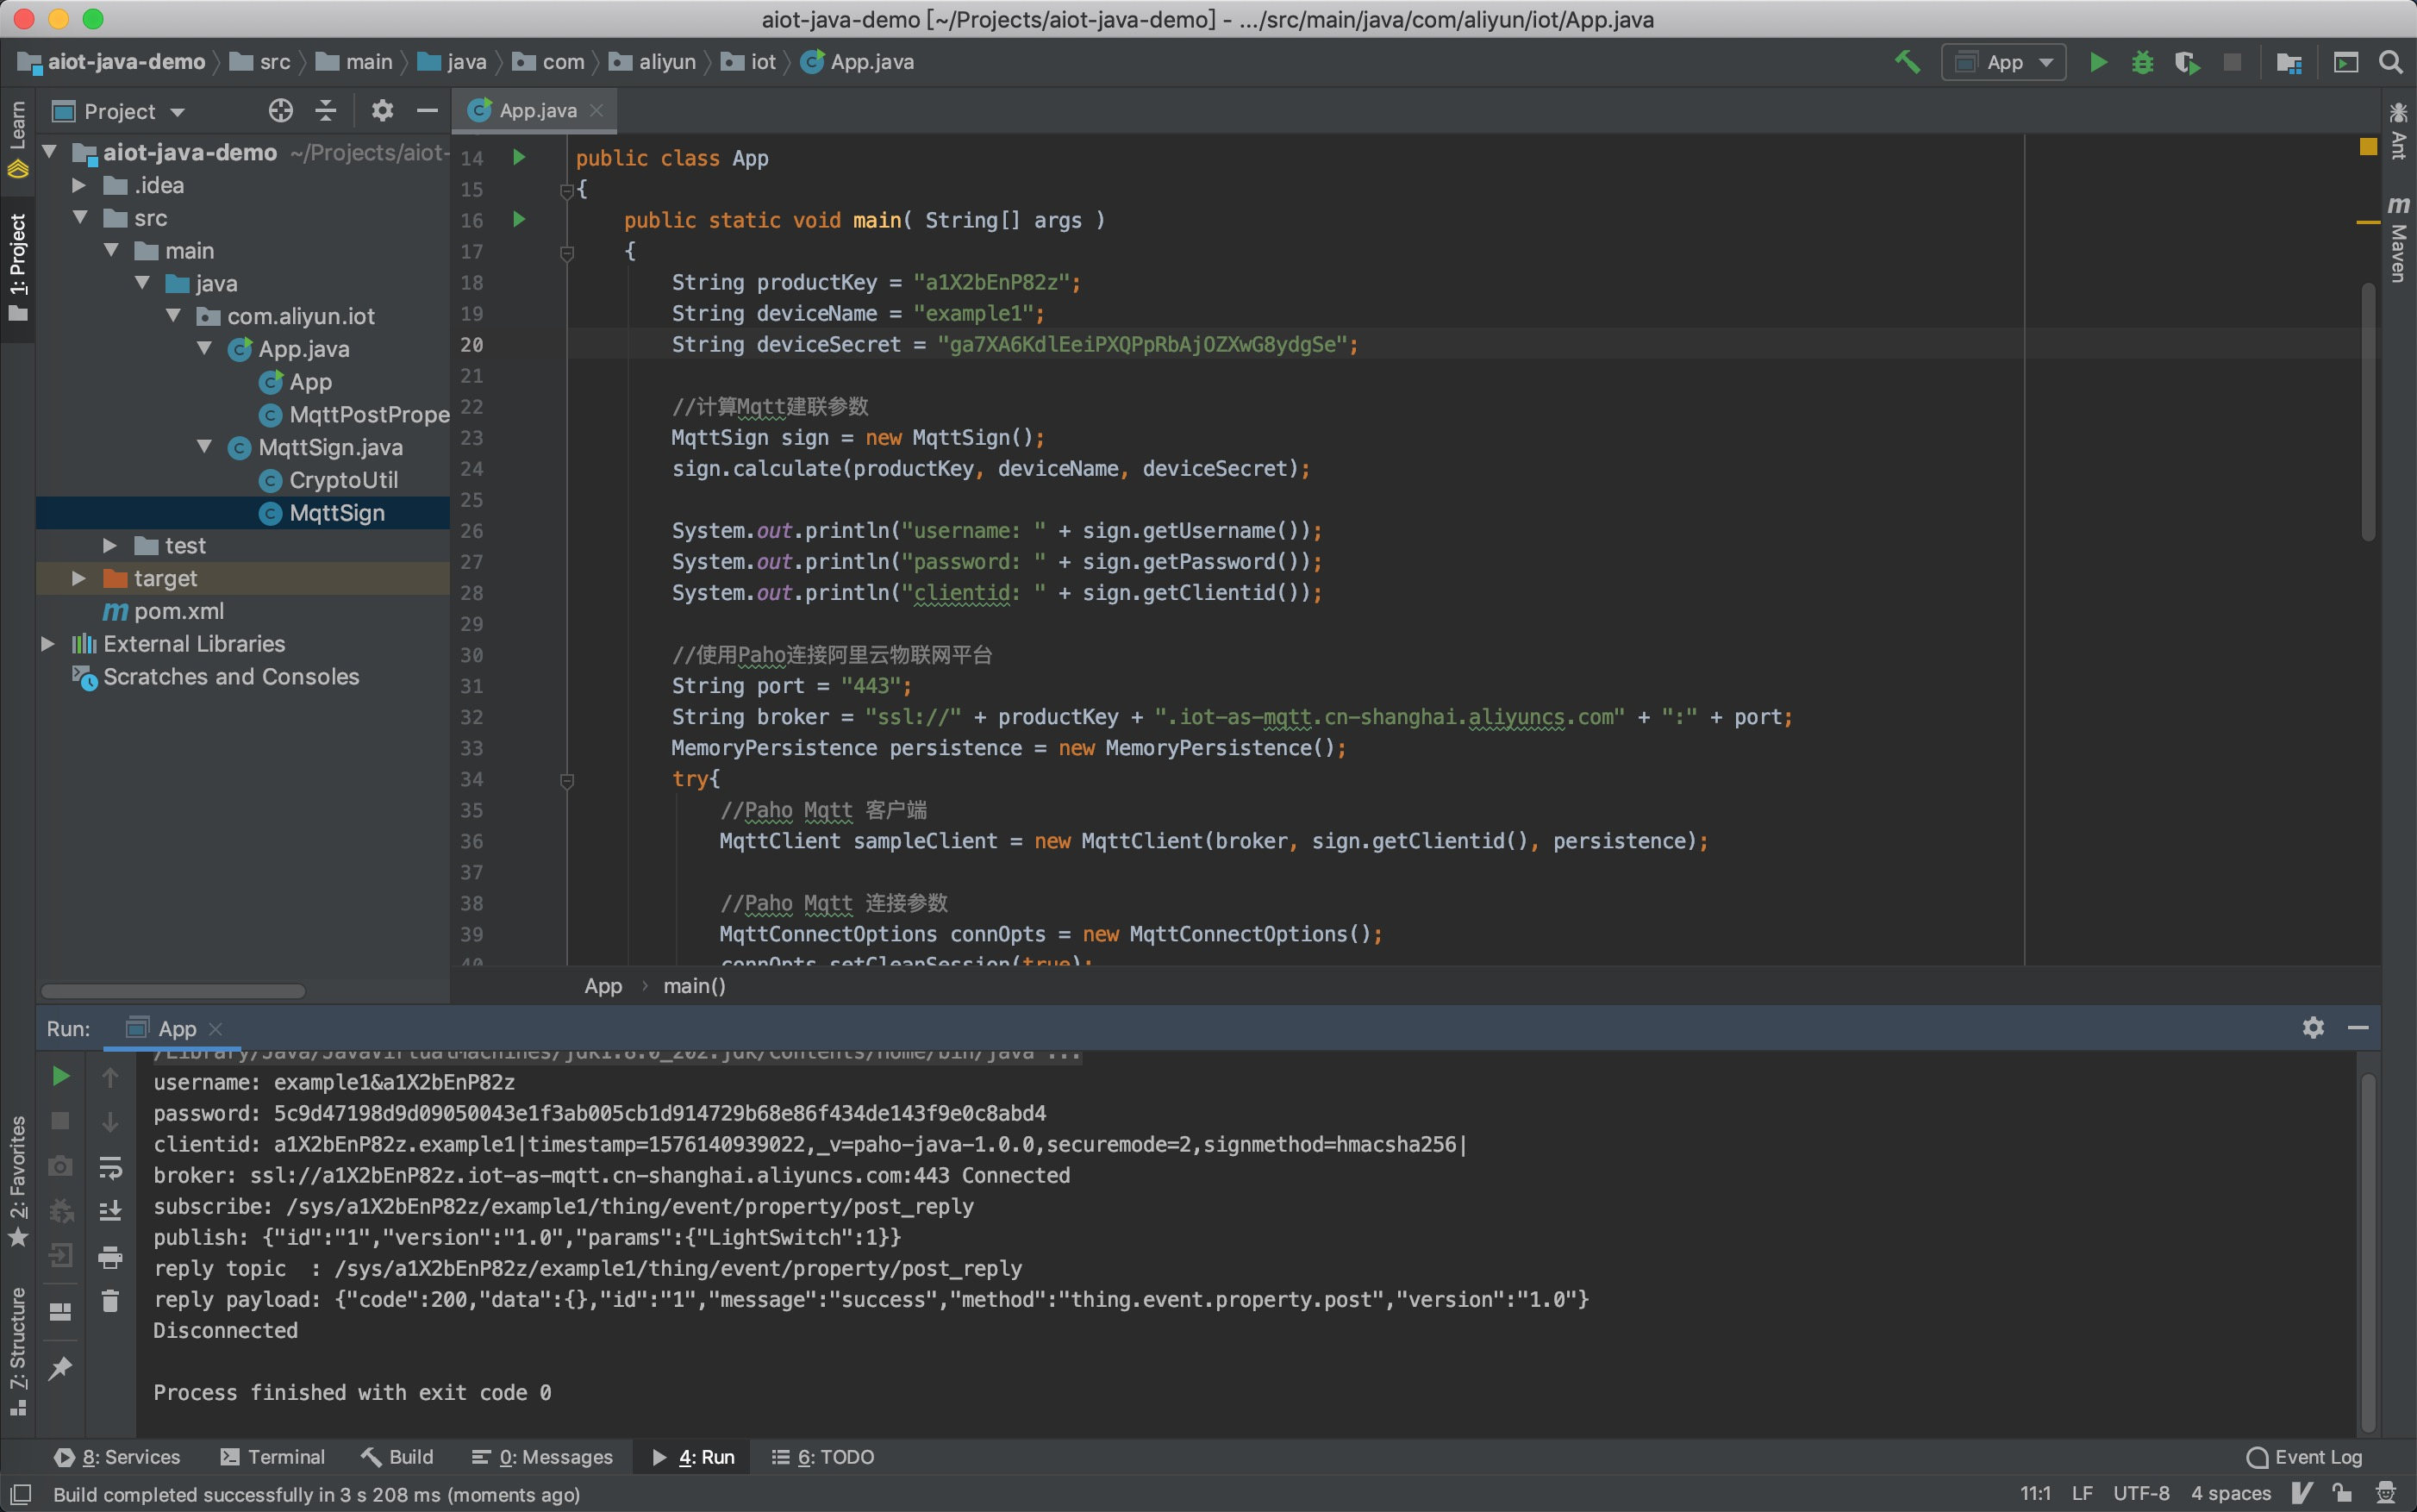 aiot-java-demo [~/Projects/aiot-java-demo] - .../src/main/java/com/aliyun/iot/App.java
aiot-java-demo
src
main
java
com
aliyun
iot
App.java
App
Learn
1: Project
Project
App.java
Ant
Maven
aiot-java-demo ~/Projects/aiot-
.idea
src
main
java
com.aliyun.iot
App.java
App
MqttPostPrope
MqttSign.java
CryptoUtil
MqttSign
test
target
pom.xml
External Libraries
Scratches and Consoles
14 public class App
15 {
16 public static void main( String[] args )
17 {
18 String productKey = "a1X2bEnP82z";
19 String deviceName = "example1";
20 String deviceSecret = "ga7XA6KdlEeiPXQPpRbAjOZXwG8ydgSe";
21
22 //计算Mqtt建联参数
23 MqttSign sign = new MqttSign();
24 sign.calculate(productKey, deviceName, deviceSecret);
25
26 System.out.println("username: " + sign.getUsername());
27 System.out.println("password: " + sign.getPassword());
28 System.out.println("clientid: " + sign.getClientid());
29
30 //使用Paho连接阿里云物联网平台
31 String port = "443";
32 String broker = "ssl://" + productKey + ".iot-as-mqtt.cn-shanghai.aliyuncs.com" + ":" + port;
33 MemoryPersistence persistence = new MemoryPersistence();
34 try{
35 //Paho Mqtt 客户端
36 MqttClient sampleClient = new MqttClient(broker, sign.getClientid(), persistence);
37
38 //Paho Mqtt 连接参数
39 MqttConnectOptions connOpts = new MqttConnectOptions();
40 connOpts.setCleanSession(true);
App
main()
Run:
App
/Library/Java/JavaVirtualMachines/jdk1.8.0_202.jdk/Contents/Home/bin/java ...
username: example1&a1X2bEnP82z
password: 5c9d47198d9d09050043e1f3ab005cb1d914729b68e86f434de143f9e0c8abd4
clientid: a1X2bEnP82z.example1|timestamp=1576140939022,_v=paho-java-1.0.0,securemode=2,signmethod=hmacsha256|
broker: ssl://a1X2bEnP82z.iot-as-mqtt.cn-shanghai.aliyuncs.com:443 Connected
subscribe: /sys/a1X2bEnP82z/example1/thing/event/property/post_reply
publish: {"id":"1","version":"1.0","params":{"LightSwitch":1}}
reply topic  : /sys/a1X2bEnP82z/example1/thing/event/property/post_reply
reply payload: {"code":200,"data":{},"id":"1","message":"success","method":"thing.event.property.post","version":"1.0"}
Disconnected
Process finished with exit code 0
2: Favorites
7: Structure
8: Services
Terminal
Build
0: Messages
4: Run
6: TODO
Event Log
Build completed successfully in 3 s 208 ms (moments ago)
11:1
LF
UTF-8
4 spaces